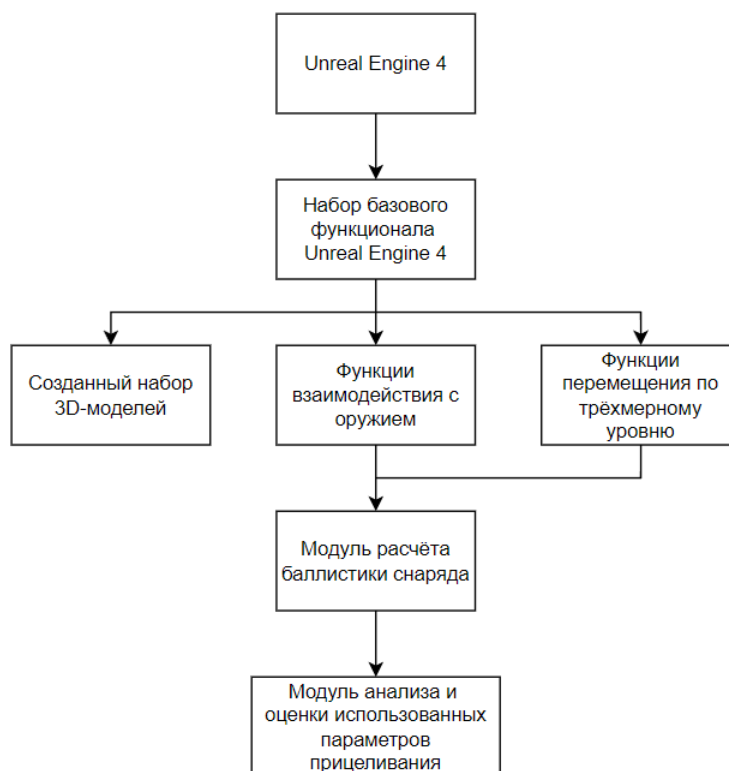 Unreal Engine 4
Набор базового
функционала
Unreal Engine 4
Созданный набор
3D-моделей
Функции
взаимодействия с
оружием
Функции
перемещения по
трёхмерному
уровню
Модуль расчёта
баллистики снаряда
Модуль анализа и
оценки использованных
параметров
прицеливания